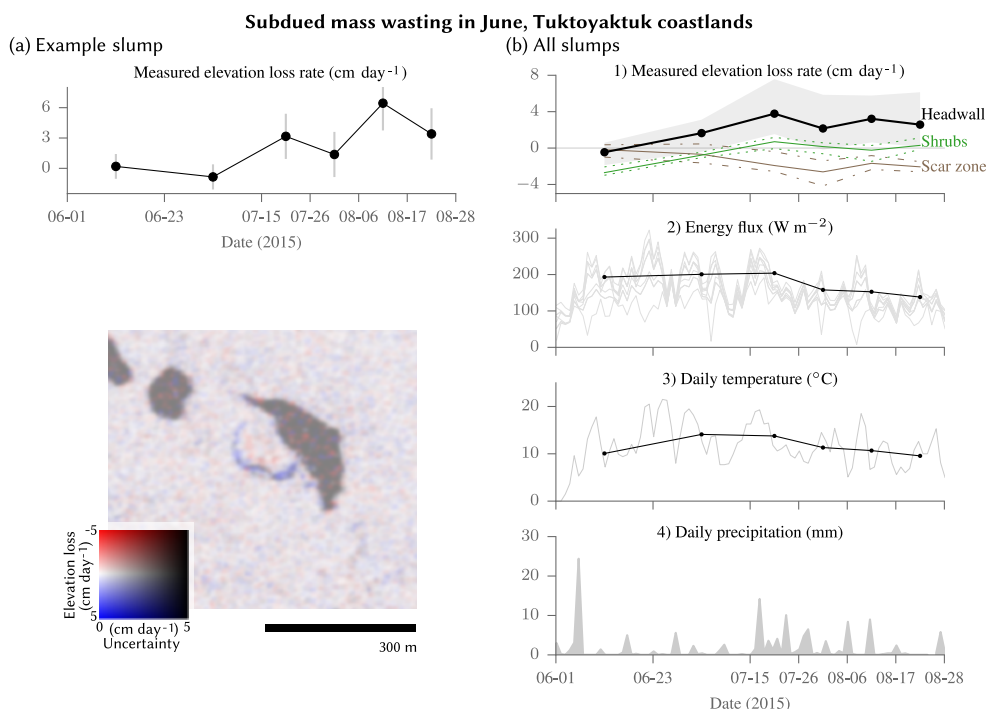 Subdued mass wasting in June, Tuktoyaktuk coastlands
(a) Example slump
Measured elevation loss rate (cm day-1)
6
3
0
06-01
06-23
07-15
07-26
08-06
08-17
08-28
Date (2015)
-5
5
Elevation loss
(cm day-1)
0
5
(cm day-1)
Uncertainty
300 m
(b) All slumps
1) Measured elevation loss rate (cm day-1)
8
4
0
−4
Headwall
Shrubs
Scar zone
2) Energy flux (W m−2)
300
200
100
0
3) Daily temperature (°C)
20
10
0
4) Daily precipitation (mm)
30
20
10
0
06-01
06-23
07-15
07-26
08-06
08-17
08-28
Date (2015)